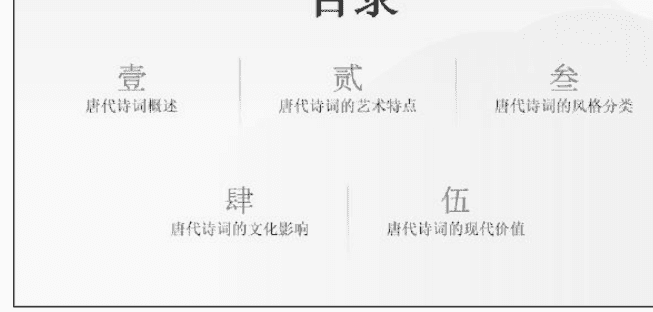 目录
壹
唐代诗词概述
贰
唐代诗词的艺术特点
叁
唐代诗词的风格分类
肆
唐代诗词的文化影响
伍
唐代诗词的现代价值